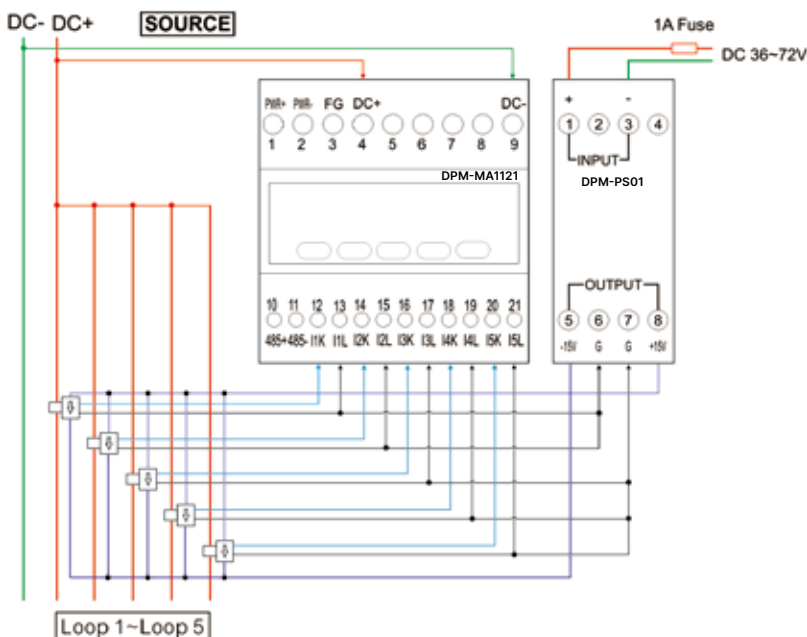 DC- DC+ SOURCE
1A Fuse
DC 36~72V
PWR+ PWR- FG DC+ DC-
1 2 3 4 5 6 7 8 9
DPM-MA1121
+ -
1 2 3 4
INPUT
DPM-PS01
10 11 12 13 14 15 16 17 18 19 20 21
485+ 485- I1K I1L I2K I2L I3K I3L I4K I4L I5K I5L
OUTPUT
5 6 7 8
-15V G G +15V
Loop 1~Loop 5